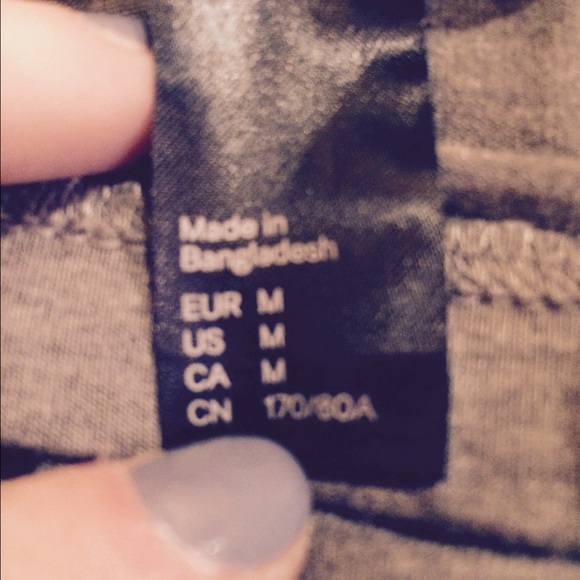 Made in
Bangladesh
EUR M
US M
CA M
CN 170/80A